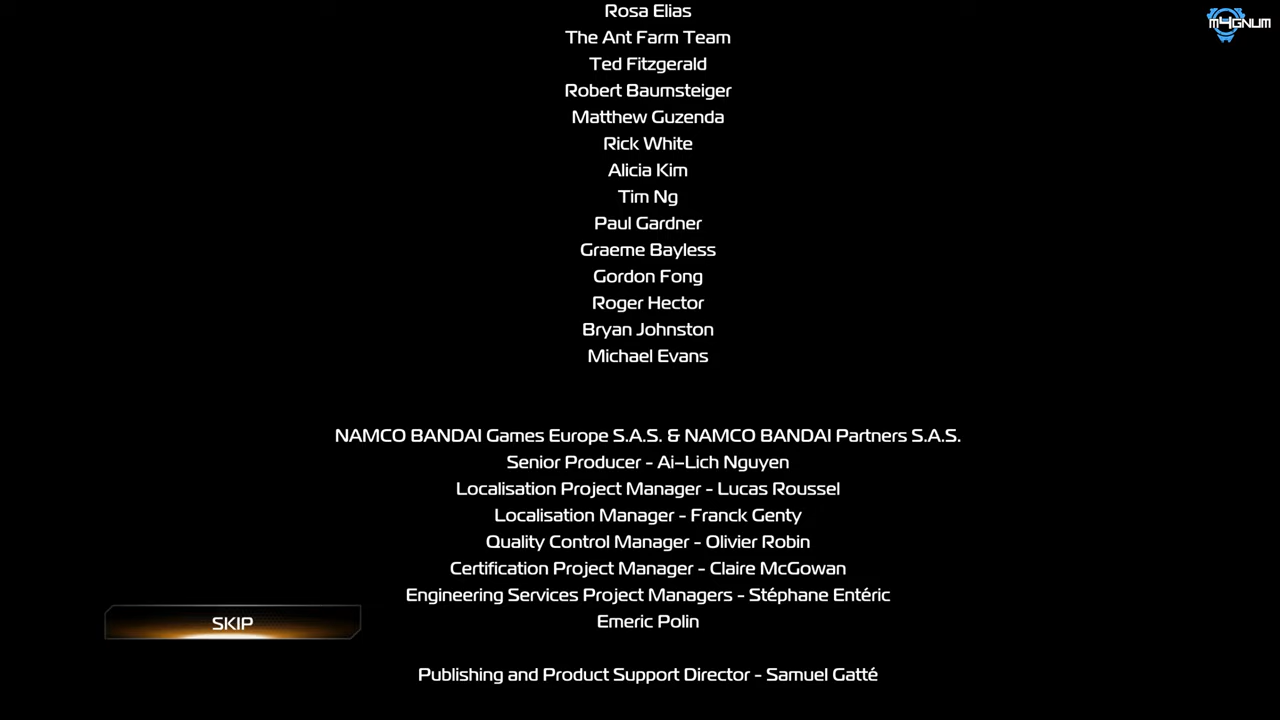 Rosa Elias
M4GNUM
The Ant Farm Team
Ted Fitzgerald
Robert Baumsteiger
Matthew Guzenda
Rick White
Alicia Kim
Tim Ng
Paul Gardner
Graeme Bayless
Gordon Fong
Roger Hector
Bryan Johnston
Michael Evans
NAMCO BANDAI Games Europe S.A.S. & NAMCO BANDAI Partners S.A.S.
Senior Producer - Ai-Lich Nguyen
Localisation Project Manager - Lucas Roussel
Localisation Manager - Franck Genty
Quality Control Manager - Olivier Robin
Certification Project Manager - Claire McGowan
Engineering Services Project Managers - Stéphane Entéric
Emeric Polin
SKIP
Publishing and Product Support Director - Samuel Gatté